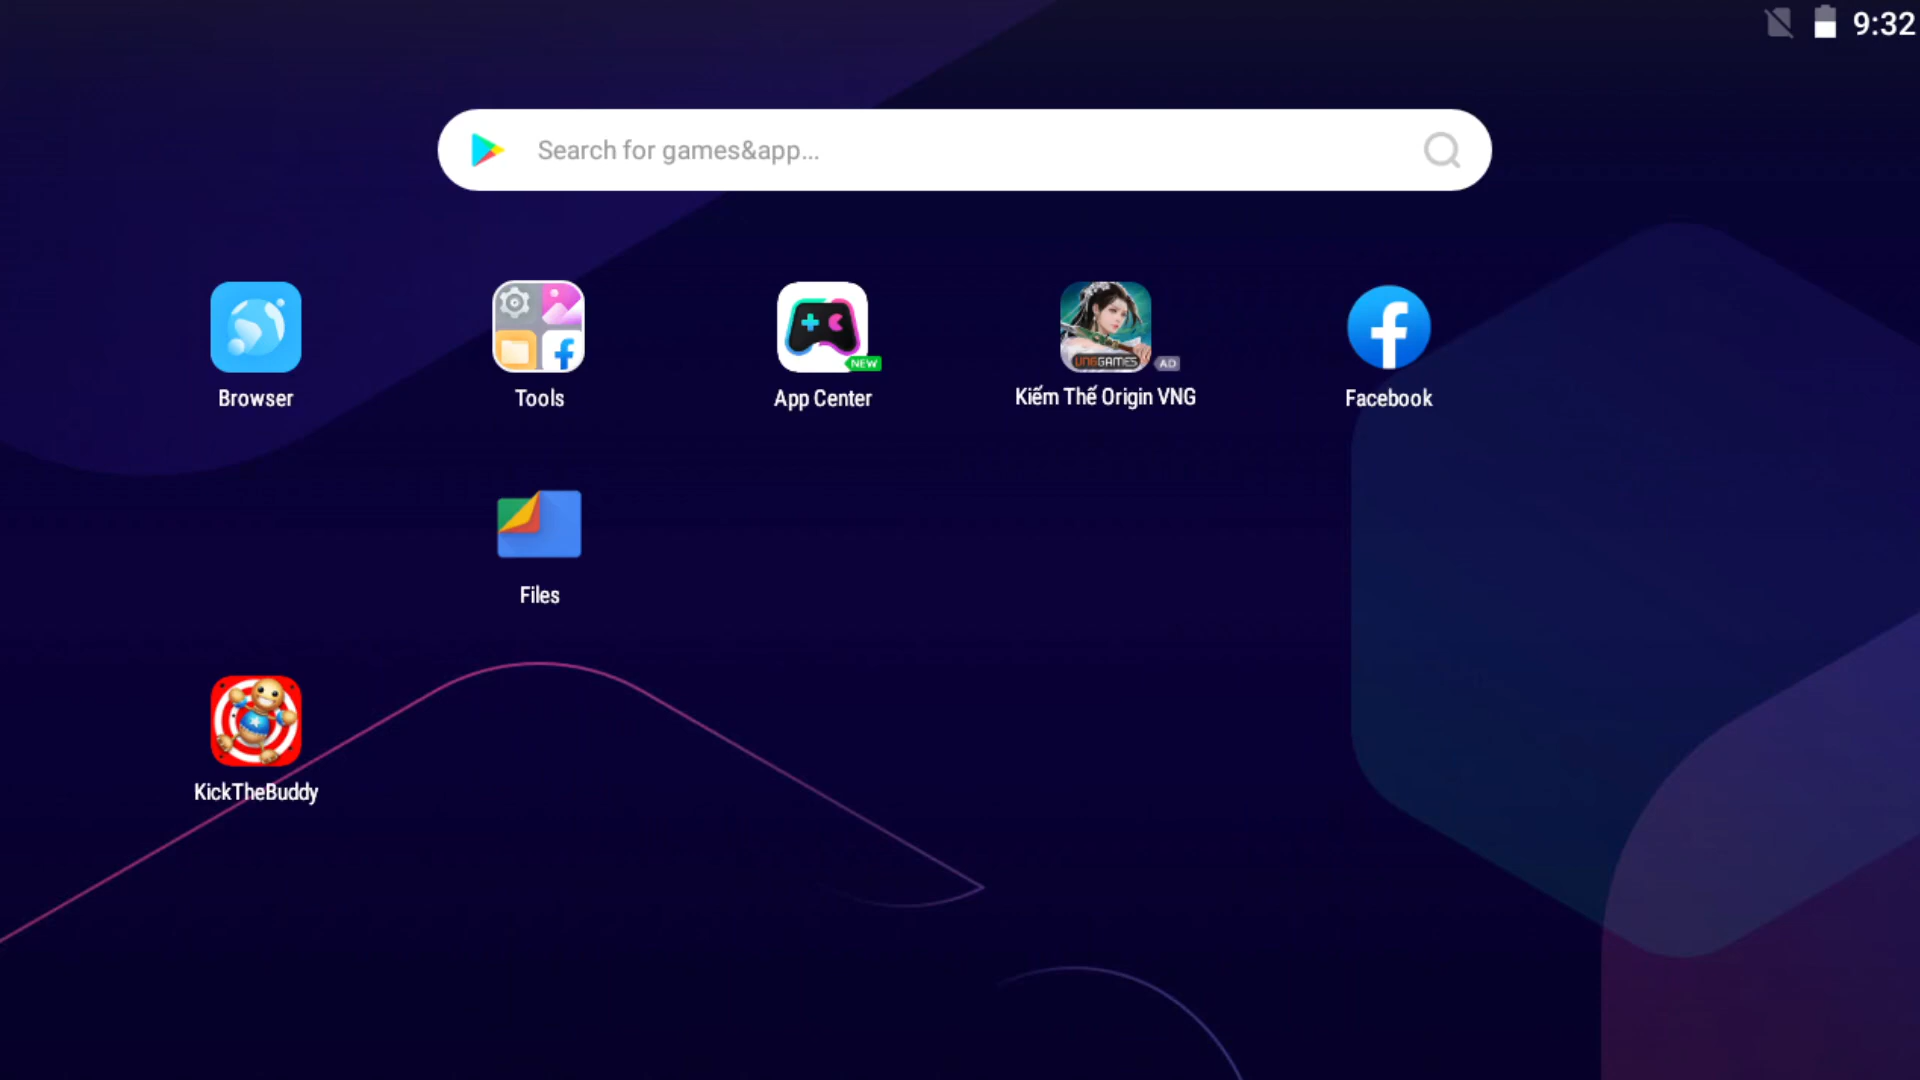 9:32
Search for games&app...
NEW
UNGGAMES
AD
Browser
Tools
App Center
Kiếm Thế Origin VNG
Facebook
Files
KickTheBuddy